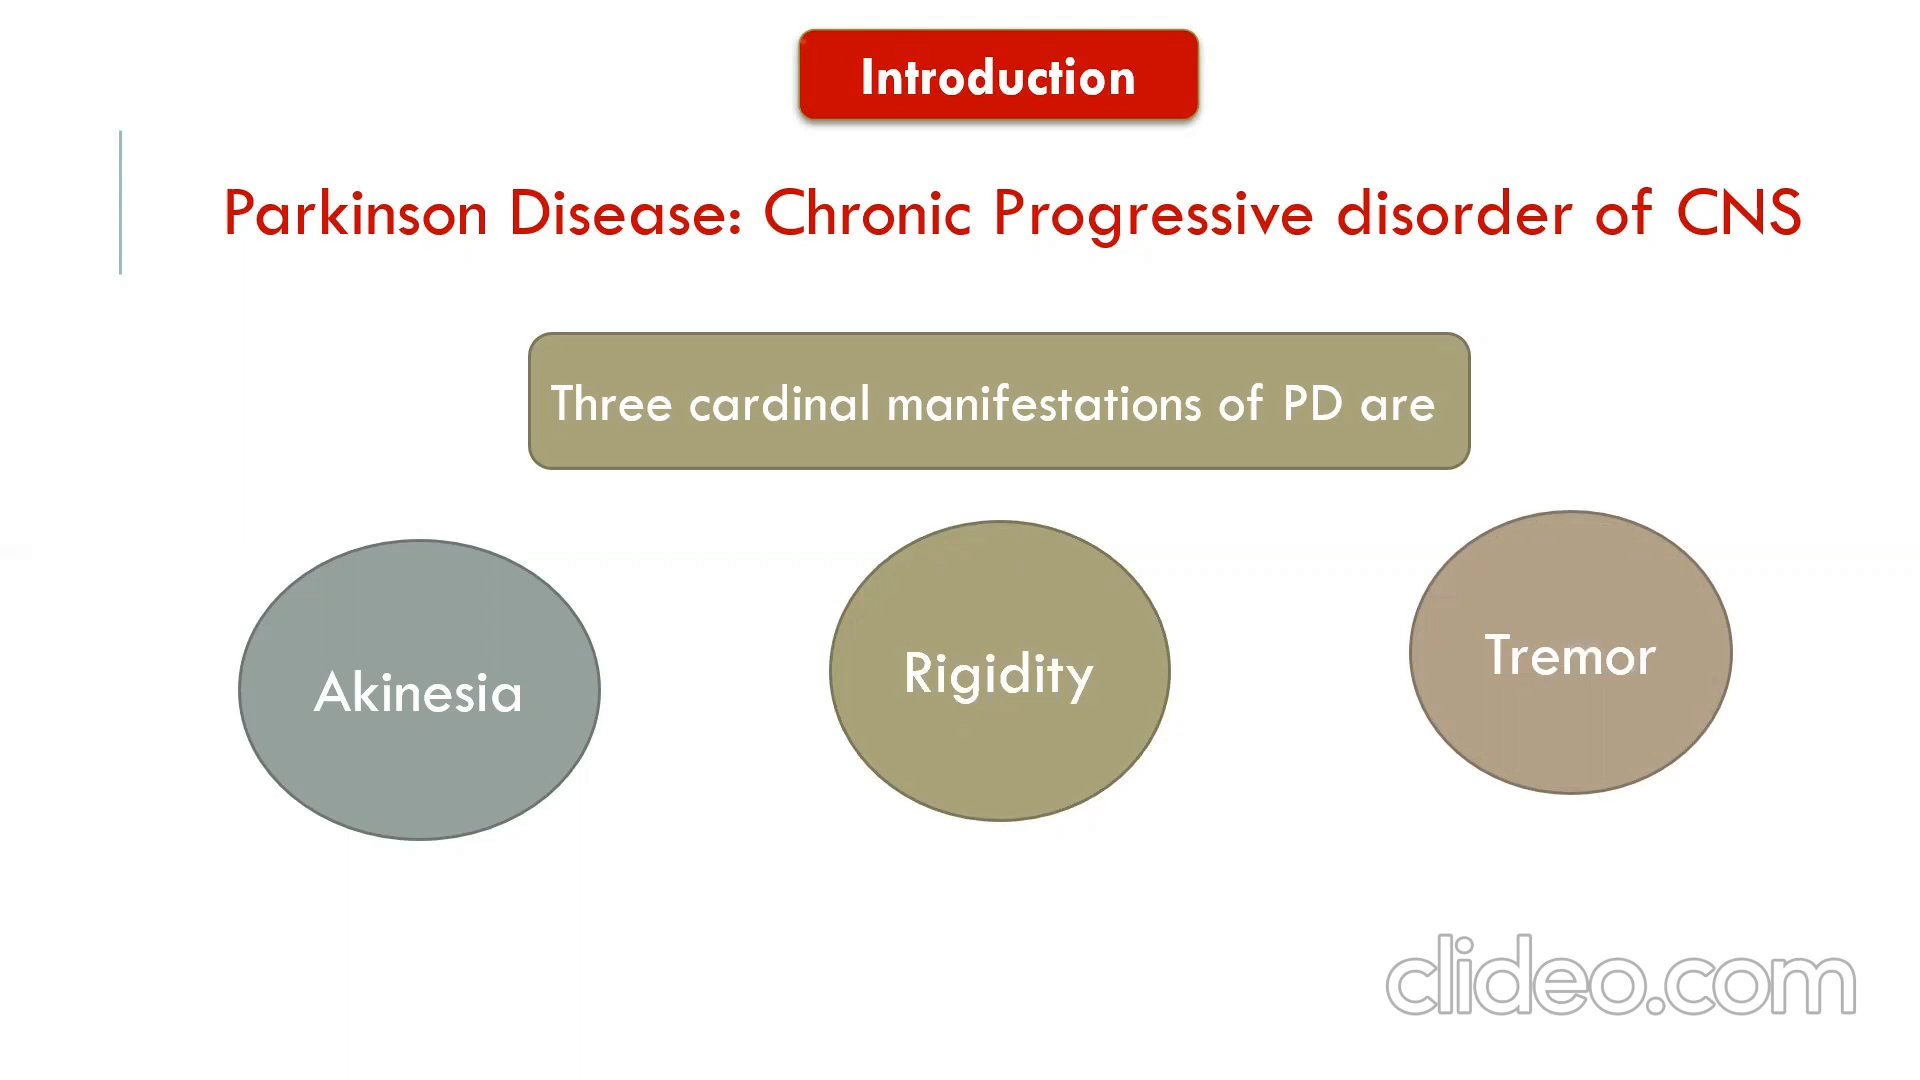 Introduction
Parkinson Disease: Chronic Progressive disorder of CNS
Three cardinal manifestations of PD are
Akinesia
Rigidity
Tremor
clideo.com